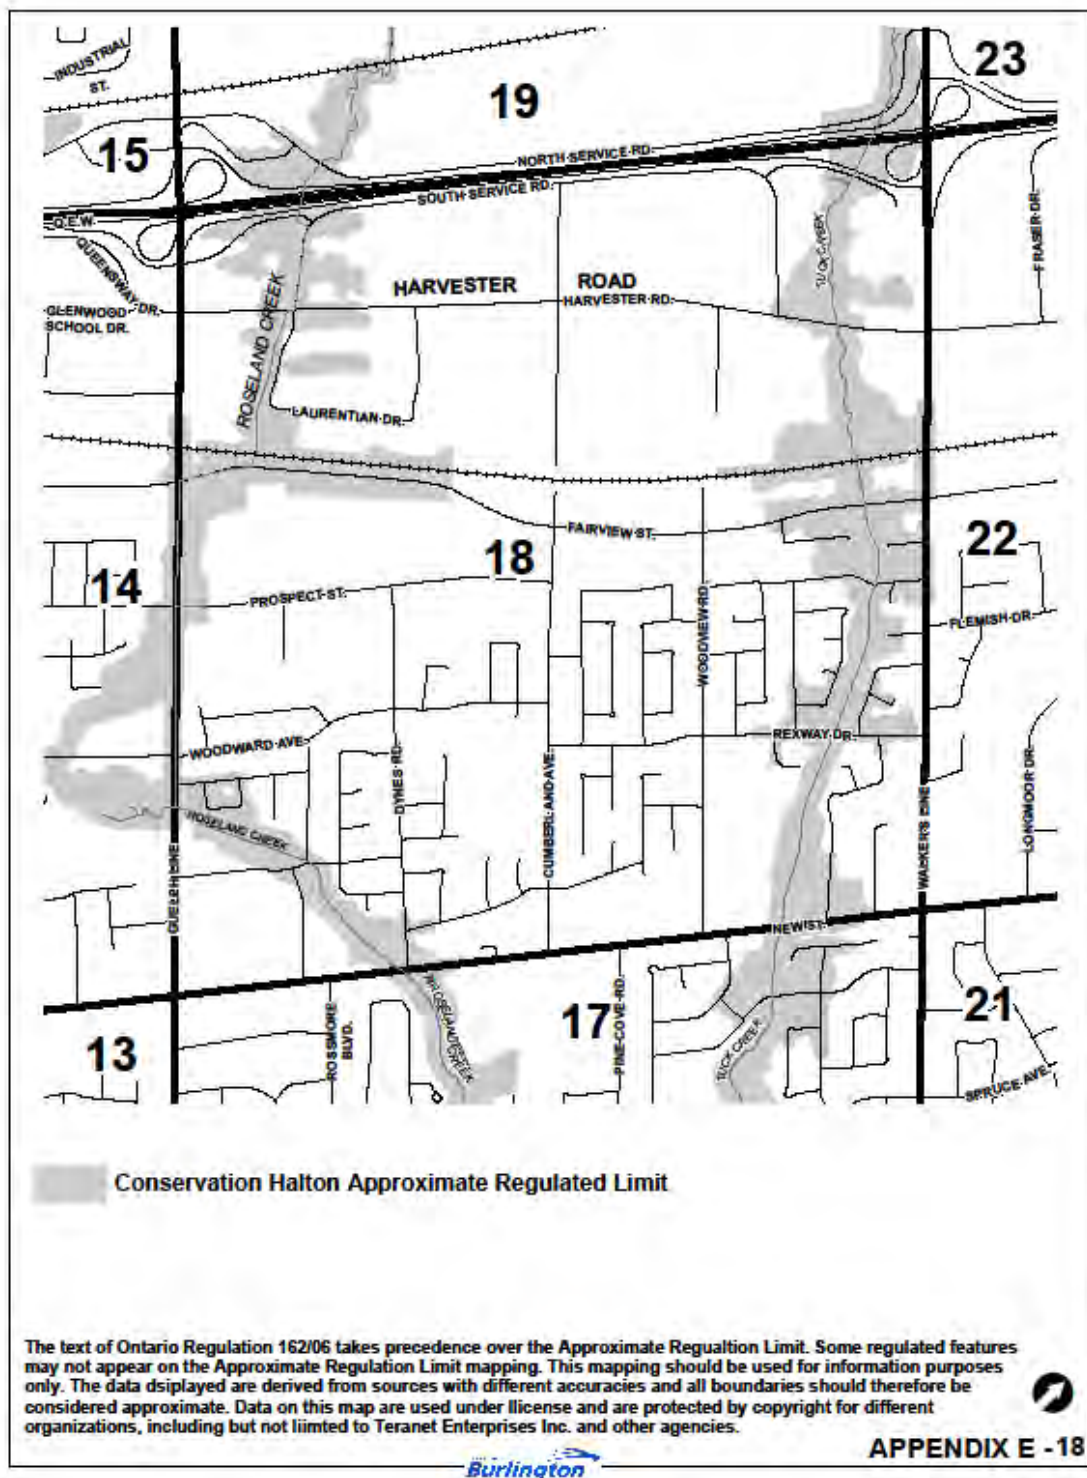 INDUSTRIAL
ST.
23
19
15
NORTH SERVICE RD.
SOUTH SERVICE RD.
Q.E.W.
QUEENSWAY DR.
TUCK CREEK
FRASER DR.
HARVESTER ROAD
HARVESTER RD.
GLENWOOD
SCHOOL DR.
ROSELAND CREEK
LAURENTIAN DR.
FAIRVIEW ST.
18
22
14
PROSPECT ST.
WOODVIEW RD.
FLEMISH DR.
WOODWARD AVE.
REXWAY DR.
DYNES RD.
CUMBERLAND AVE.
LONGMOOR DR.
WALKER'S LINE
ROSELAND CREEK
GUELPH LINE
NEW ST.
ROSELAND CREEK
13
ROSSMORE
BLVD.
17
PINE COVE RD.
TUCK CREEK
21
SPRUCE AVE.
Conservation Halton Approximate Regulated Limit
The text of Ontario Regulation 162/06 takes precedence over the Approximate Regualtion Limit. Some regulated features
may not appear on the Approximate Regulation Limit mapping. This mapping should be used for information purposes
only. The data dsiplayed are derived from sources with different accuracies and all boundaries should therefore be
considered approximate. Data on this map are used under llicense and are protected by copyright for different
organizations, including but not liimted to Teranet Enterprises Inc. and other agencies.
APPENDIX E -18
Burlington